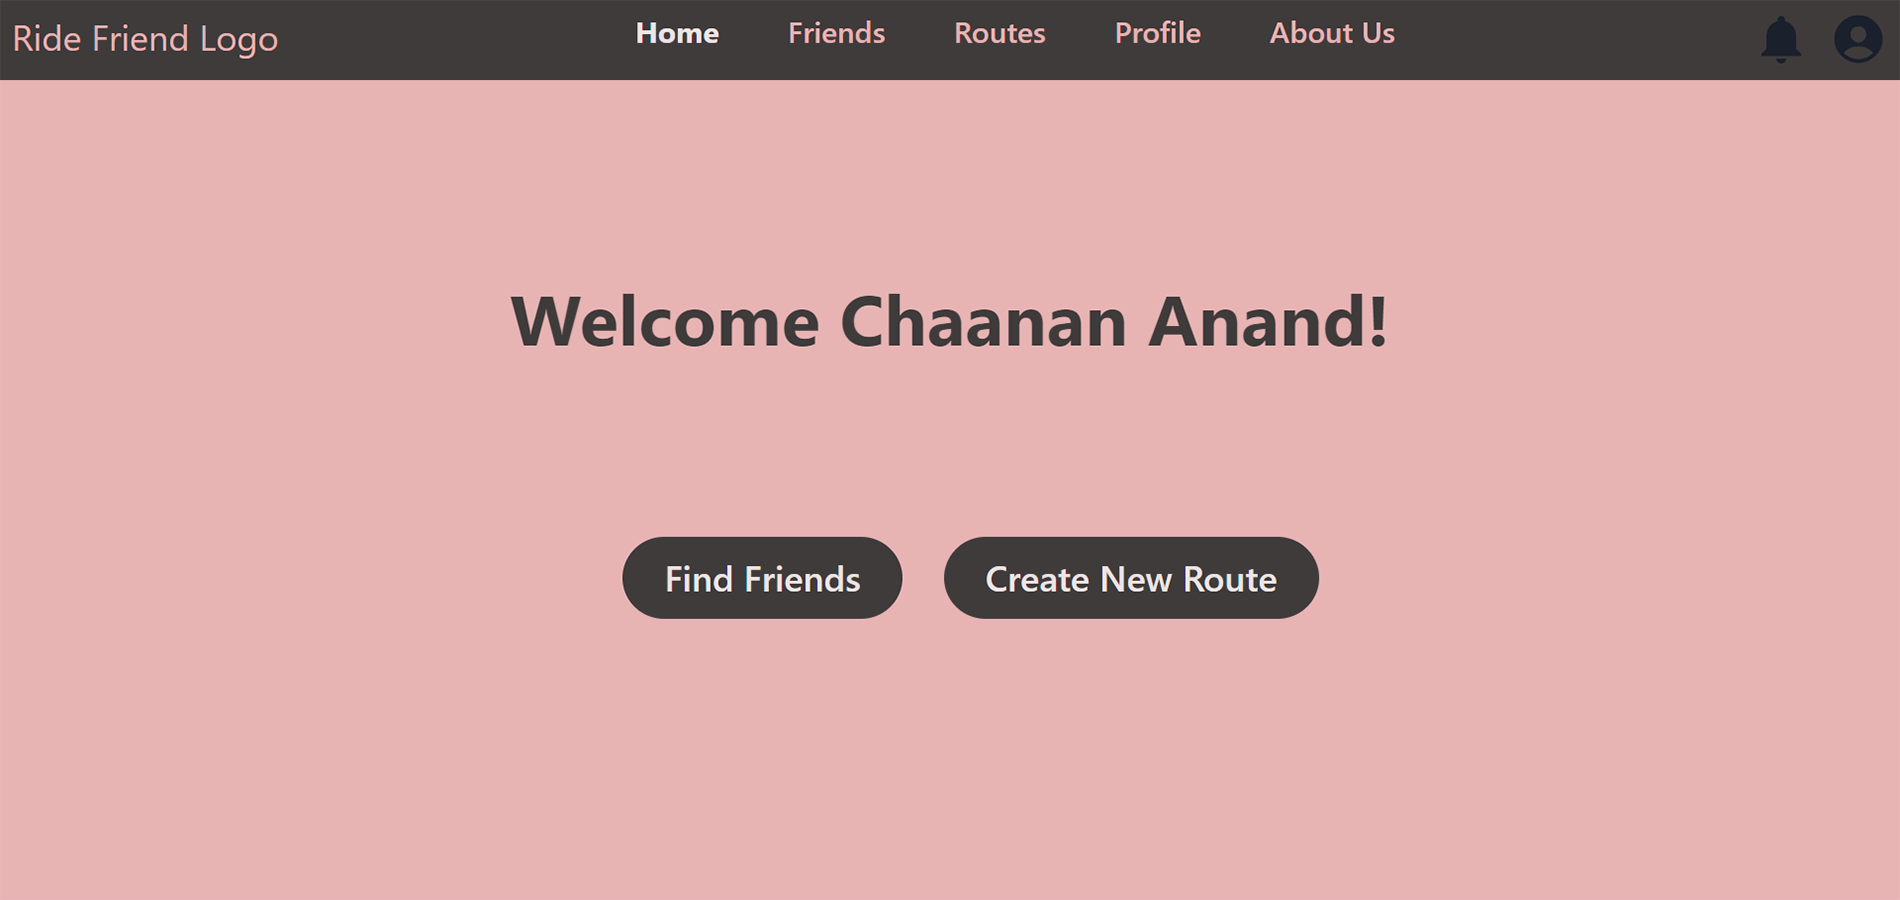 Ride Friend Logo
Home Friends Routes Profile About Us
Welcome Chaanan Anand!
Find Friends
Create New Route